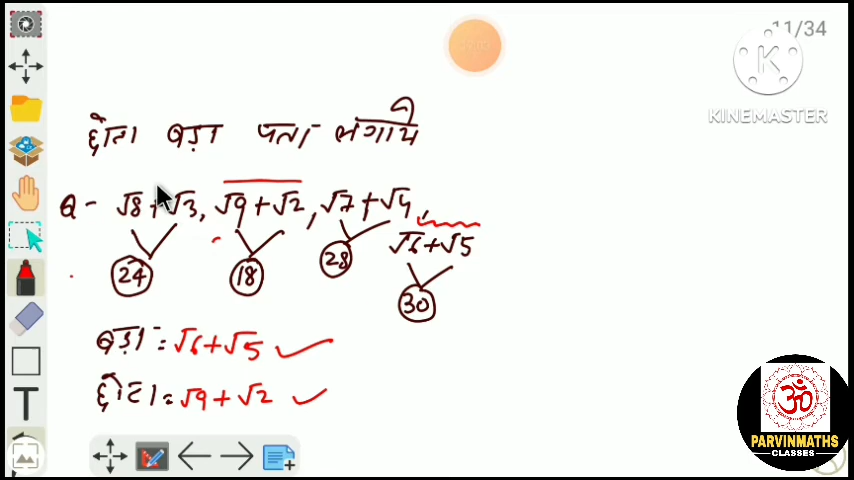 11/34
KINEMASTER
छोटा बड़ा पता लगाये
Q- √8+√3, √9+√2, √7+√4,
√6+√5
24 18 28
30
बड़ा = √6+√5
छोटा = √9+√2
T
ॐ
PARVINMATHS
CLASSES